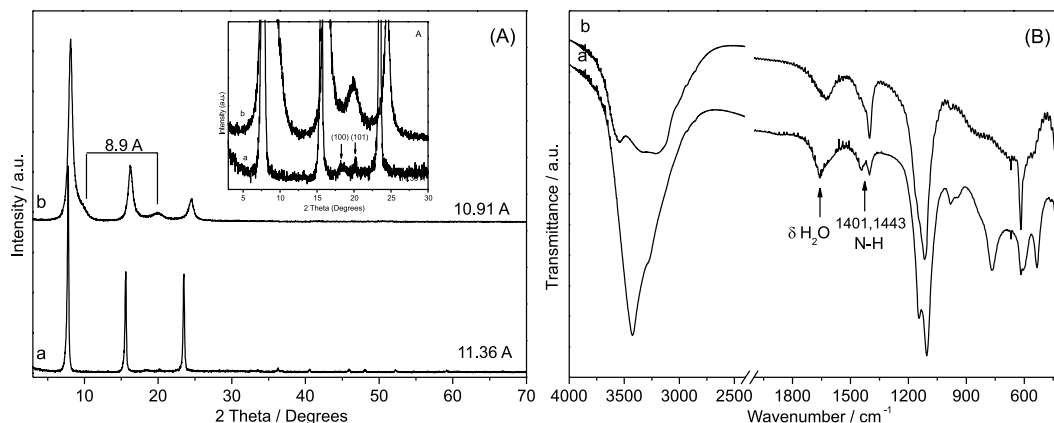 (A)
A
b
a
(100) (101)
Intensity (a.u.)
5 10 15 20 25 30
2 Theta (Degrees)
8.9 A
b
10.91 A
a
11.36 A
Intensity / a.u.
10 20 30 40 50 60 70
2 Theta / Degrees
(B)
b
a
δ H₂O
1401,1443
N-H
Transmittance / a.u.
4000 3500 3000 2500 1800 1500 1200 900 600
Wavenumber / cm⁻¹